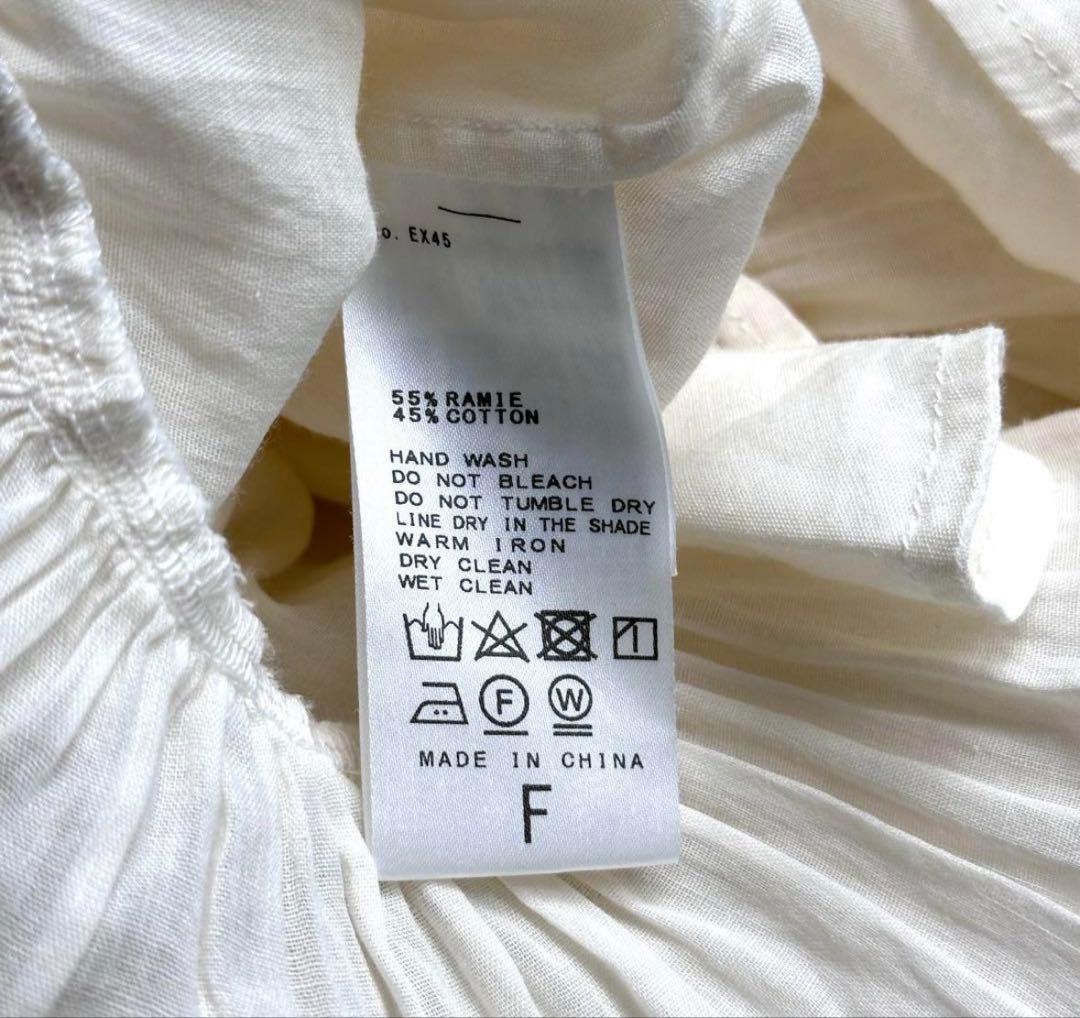 o. EX45
55% RAMIE
45% COTTON
HAND WASH
DO NOT BLEACH
DO NOT TUMBLE DRY
LINE DRY IN THE SHADE
WARM IRON
DRY CLEAN
WET CLEAN
F W
MADE IN CHINA
F